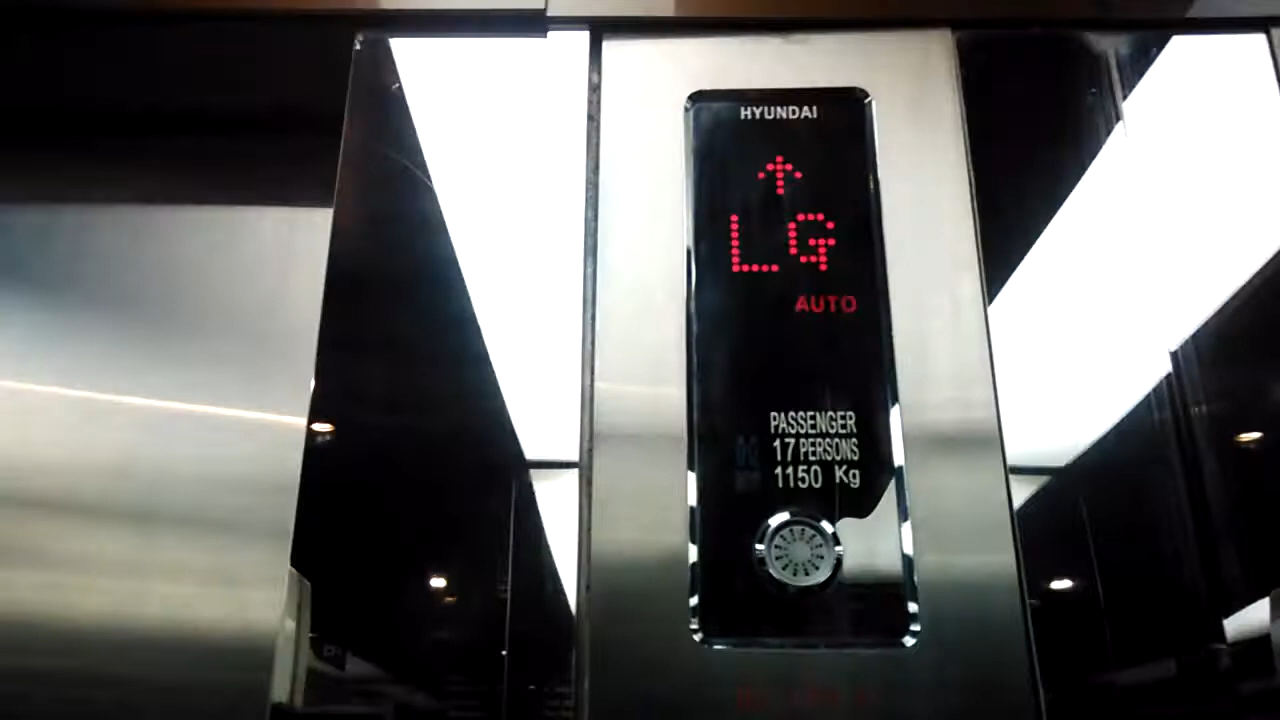 HYUNDAI
↑
LG
AUTO
PASSENGER
17 PERSONS
1150 Kg